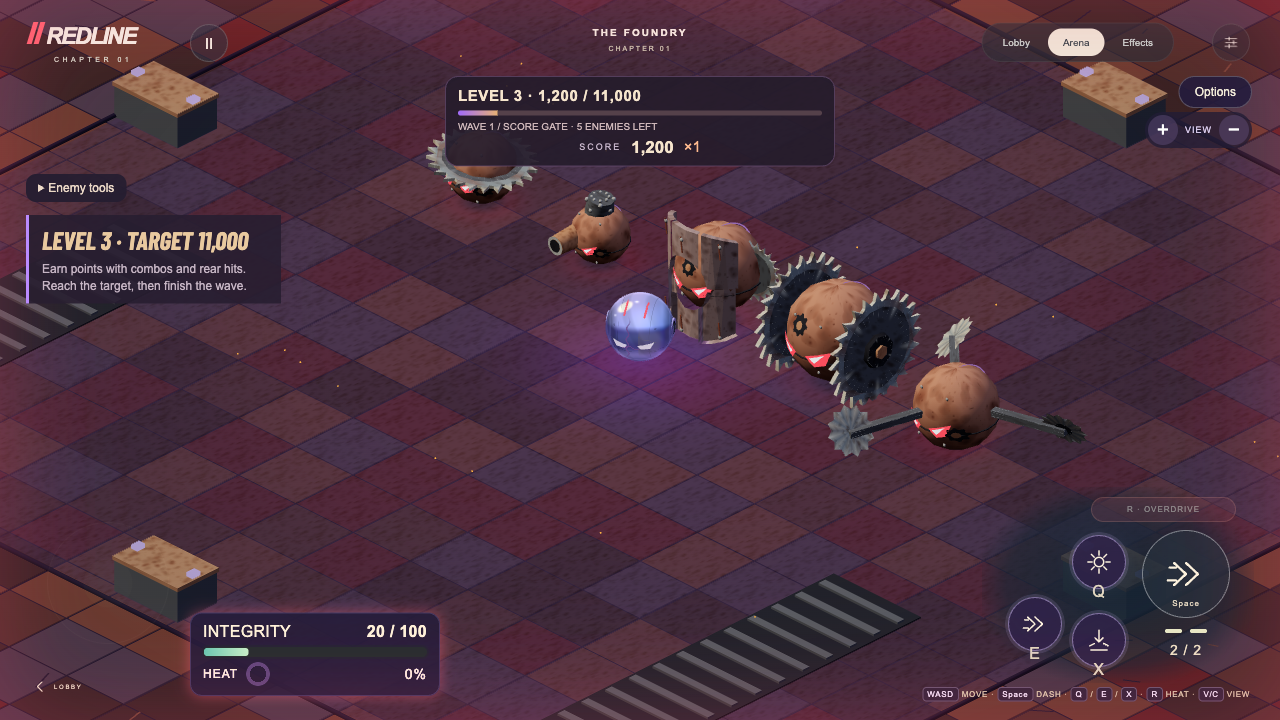 REDLINE
CHAPTER 01
THE FOUNDRY
CHAPTER 01
Lobby Arena Effects
Options
+ VIEW −
LEVEL 3 · 1,200 / 11,000
WAVE 1 / SCORE GATE · 5 ENEMIES LEFT
SCORE 1,200 ×1
Enemy tools
LEVEL 3 · TARGET 11,000
Earn points with combos and rear hits.
Reach the target, then finish the wave.
R · OVERDRIVE
Q
Space
E
X
2 / 2
INTEGRITY 20 / 100
HEAT 0%
LOBBY
WASD MOVE · Space DASH · Q / E / X · R HEAT · V/C VIEW